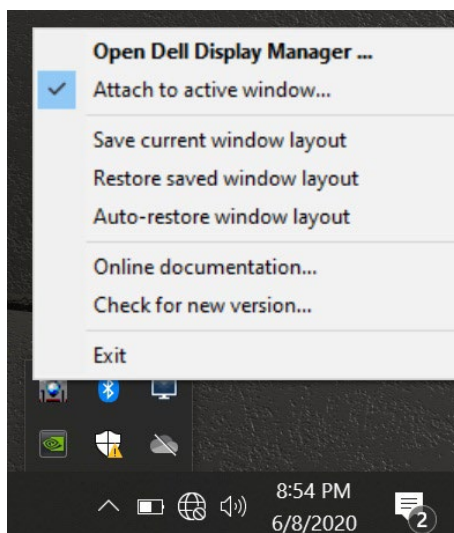 Open Dell Display Manager ...
Attach to active window...
Save current window layout
Restore saved window layout
Auto-restore window layout
Online documentation...
Check for new version...
Exit
8:54 PM
6/8/2020
2